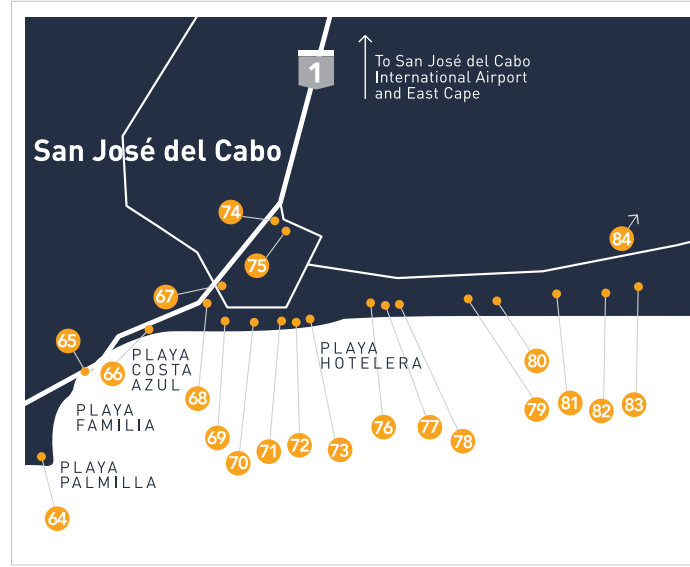 1
To San José del Cabo
International Airport
and East Cape
San José del Cabo
74
84
75
67
65
66
PLAYA
COSTA
AZUL
PLAYA
HOTELERA
80
68
81
79
82
83
PLAYA
FAMILIA
76
77
69
78
70
71
72
73
PLAYA
PALMILLA
64